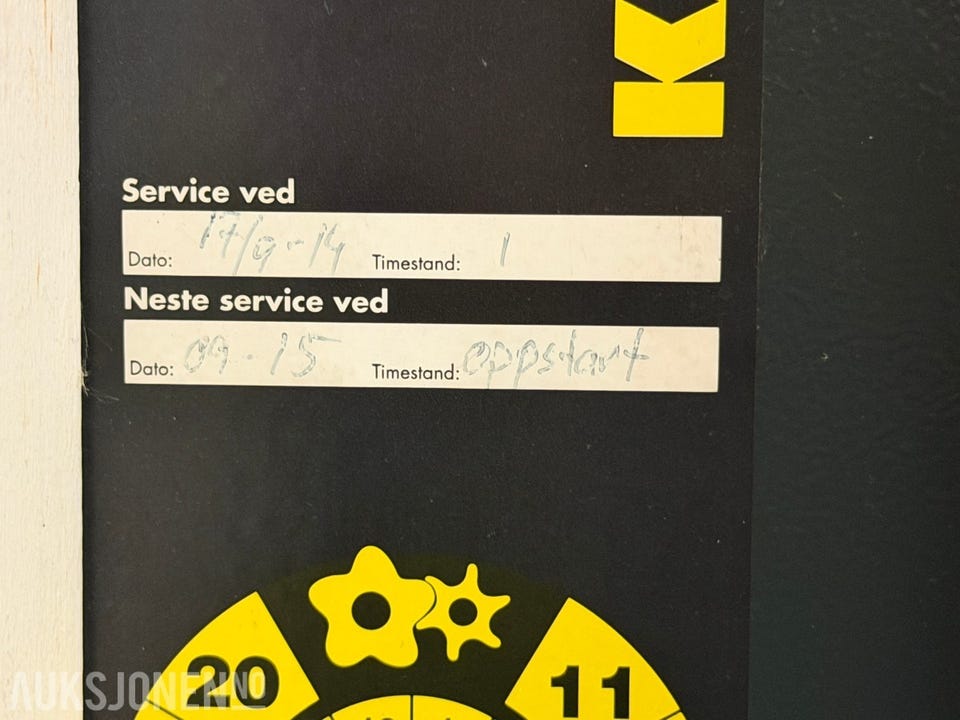 K
Service ved
Dato: 17/9-14 Timestand: 1
Neste service ved
Dato: 09-15 Timestand: oppstart
20 11
AUKSJONEN.NO